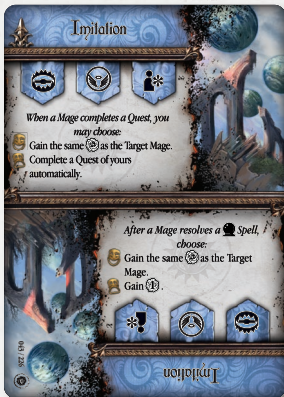 Imitation
When a Mage completes a Quest, you
may choose:
Gain the same as the Target Mage.
Complete a Quest of yours
automatically.
After a Mage resolves a Spell,
choose:
Gain the same as the Target
Mage.
Gain 1.
Imitation